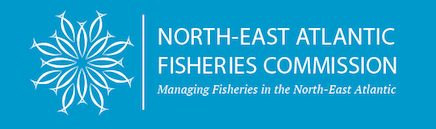 NORTH-EAST ATLANTIC
FISHERIES COMMISSION
Managing Fisheries in the North-East Atlantic